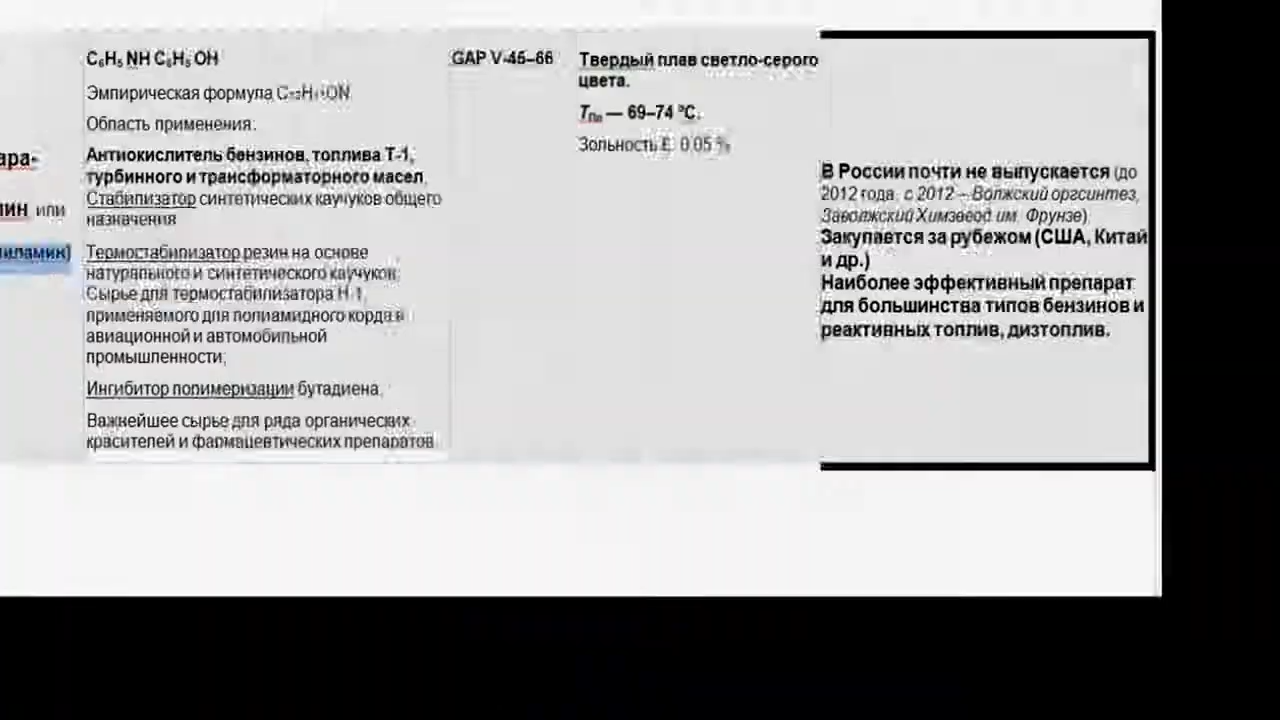 ара-
лин или
иламин)
C₆H₅ NH C₆H₅ OH
Эмпирическая формула
Область применения:
Антиокислитель бензинов, топлива Т-1,
турбинного и трансформаторного масел.
Стабилизатор синтетических каучуков общего
назначения
Термостабилизатор резин на основе
натурального и синтетического каучуков;
Сырье для термостабилизатора Н-1,
применяемого для полиамидного корда в
авиационной и автомобильной
промышленности;
Ингибитор полимеризации бутадиена;
Важнейшее сырье для ряда органических
красителей и фармацевтических препаратов
GAP V-45–66
Твердый плав светло-серого
цвета.
Tпл — 69–74 °C.
Зольность 0,05 %
В России почти не выпускается (до
2012 года, с 2012 – Волжский оргсинтез,
Заволжский Химзавод им. Фрунзе)
Закупается за рубежом (США, Китай
и др.)
Наиболее эффективный препарат
для большинства типов бензинов и
реактивных топлив, дизтоплив.